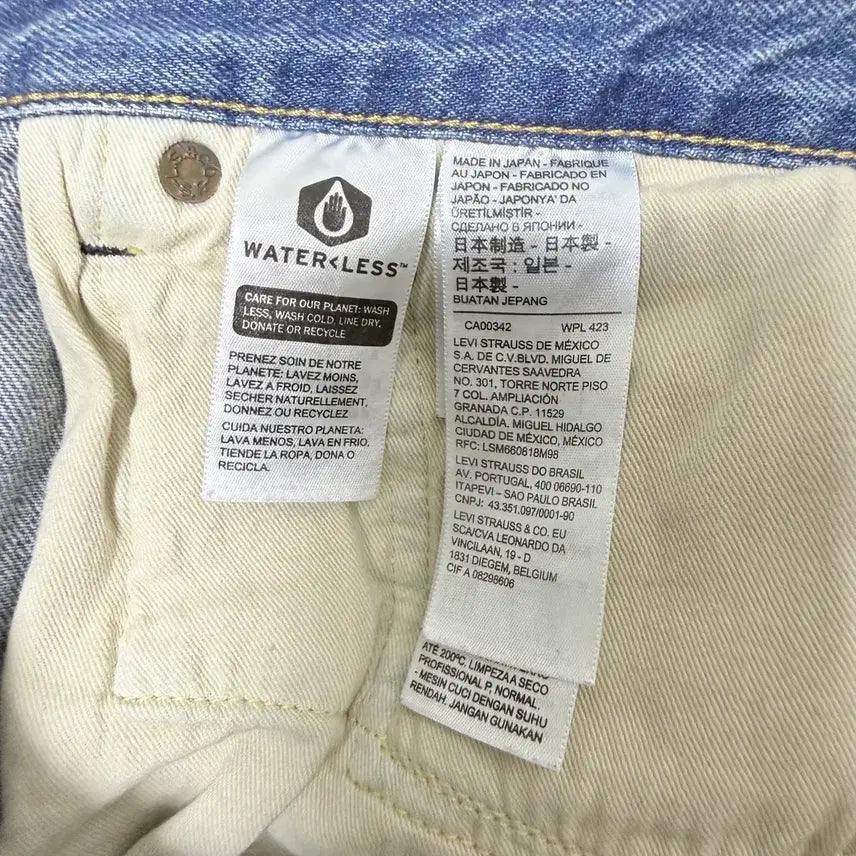 L.S.&CO.
S.F.
WATER<LESS™
CARE FOR OUR PLANET: WASH
LESS, WASH COLD, LINE DRY,
DONATE OR RECYCLE.
PRENEZ SOIN DE NOTRE
PLANETE: LAVEZ MOINS,
LAVEZ A FROID, LAISSEZ
SECHER NATURELLEMENT,
DONNEZ OU RECYCLEZ
CUIDA NUESTRO PLANETA:
LAVA MENOS, LAVA EN FRIO,
TIENDE LA ROPA, DONA O
RECICLA.
MADE IN JAPAN - FABRIQUE
AU JAPON - FABRICADO EN
JAPON - FABRICADO NO
JAPÃO - JAPONYA' DA
ÜRETILMIŞTIR -
СДЕЛАНО В ЯПОНИИ -
日本制造 - 日本製 -
제조국 : 일본 -
日本製 -
BUATAN JEPANG
CA00342 WPL 423
LEVI STRAUSS DE MÉXICO
S.A. DE C.V.BLVD. MIGUEL DE
CERVANTES SAAVEDRA
NO. 301, TORRE NORTE PISO
7 COL. AMPLIACIÓN
GRANADA C.P. 11529
ALCALDÍA. MIGUEL HIDALGO
CIUDAD DE MÉXICO, MÉXICO
RFC: LSM660818M98
LEVI STRAUSS DO BRASIL
AV. PORTUGAL, 400 06690-110
ITAPEVI – SAO PAULO BRASIL
CNPJ: 43.351.097/0001-90
LEVI STRAUSS & CO. EU
SCA/CVA LEONARDO DA
VINCILAAN, 19 - D
1831 DIEGEM, BELGIUM
CIF A 08298606
ATÉ 200ºC. LIMPEZA A SECO
PROFISSIONAL P. NORMAL.
- MESIN CUCI DENGAN SUHU
RENDAH. JANGAN GUNAKAN